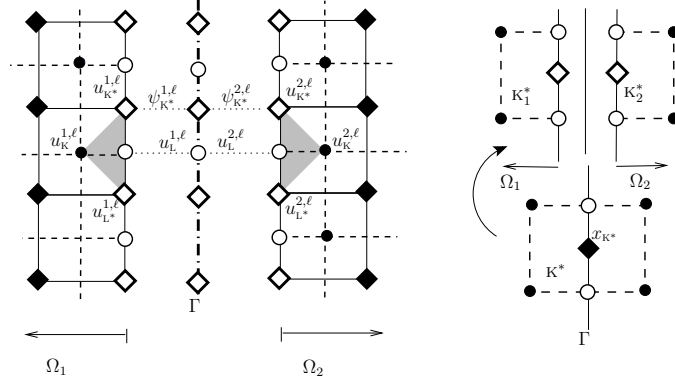 u_{K*}^{1,ℓ} ψ_{K*}^{1,ℓ} ψ_{K*}^{2,ℓ} u_{K*}^{2,ℓ}
u_K^{1,ℓ} u_L^{1,ℓ} u_L^{2,ℓ} u_K^{2,ℓ}
u_{L*}^{1,ℓ} u_{L*}^{2,ℓ}
Γ
Ω_1 Ω_2
K_1^* K_2^*
Ω_1 Ω_2
x_{K*}
K^*
Γ